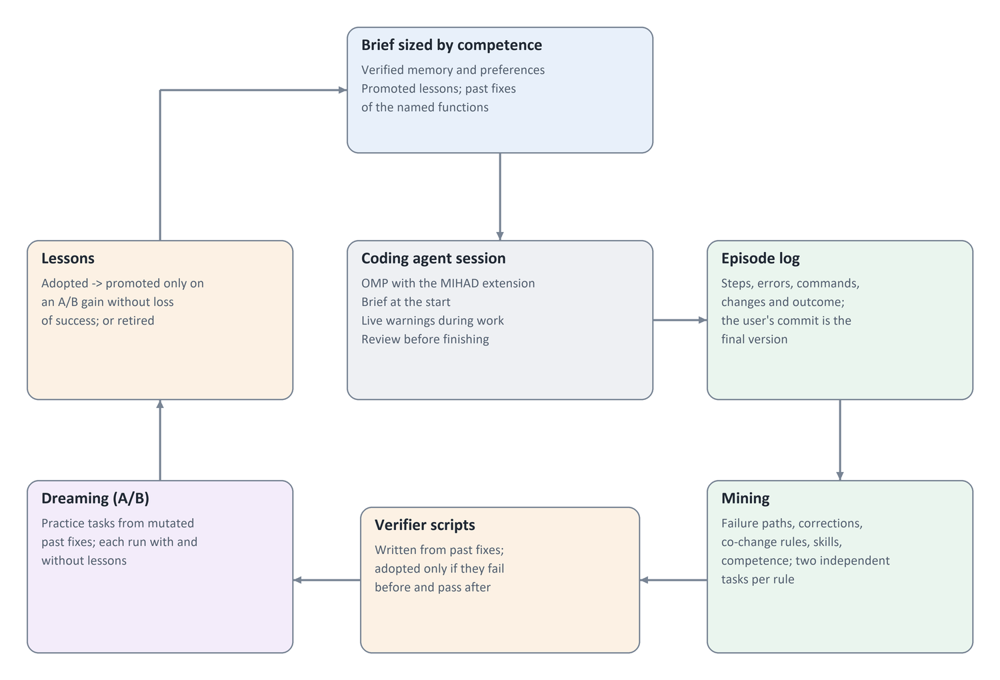 Brief sized by competence
Verified memory and preferences
Promoted lessons; past fixes
of the named functions
Lessons
Adopted -> promoted only on
an A/B gain without loss
of success; or retired
Coding agent session
OMP with the MIHAD extension
Brief at the start
Live warnings during work
Review before finishing
Episode log
Steps, errors, commands,
changes and outcome;
the user's commit is the
final version
Dreaming (A/B)
Practice tasks from mutated
past fixes; each run with and
without lessons
Verifier scripts
Written from past fixes;
adopted only if they fail
before and pass after
Mining
Failure paths, corrections,
co-change rules, skills,
competence; two independent
tasks per rule